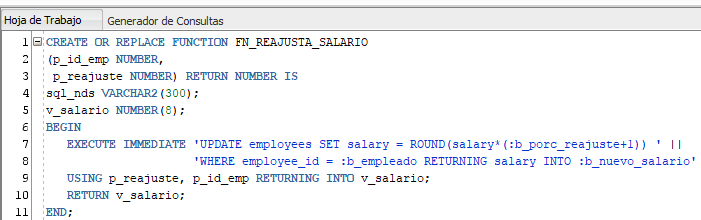 Hoja de Trabajo Generador de Consultas
1 CREATE OR REPLACE FUNCTION FN_REAJUSTA_SALARIO
2 (p_id_emp NUMBER,
3 p_reajuste NUMBER) RETURN NUMBER IS
4 sql_nds VARCHAR2(300);
5 v_salario NUMBER(8);
6 BEGIN
7 EXECUTE IMMEDIATE 'UPDATE employees SET salary = ROUND(salary*(:b_porc_reajuste+1)) ' ||
8 'WHERE employee_id = :b_empleado RETURNING salary INTO :b_nuevo_salario'
9 USING p_reajuste, p_id_emp RETURNING INTO v_salario;
10 RETURN v_salario;
11 END;